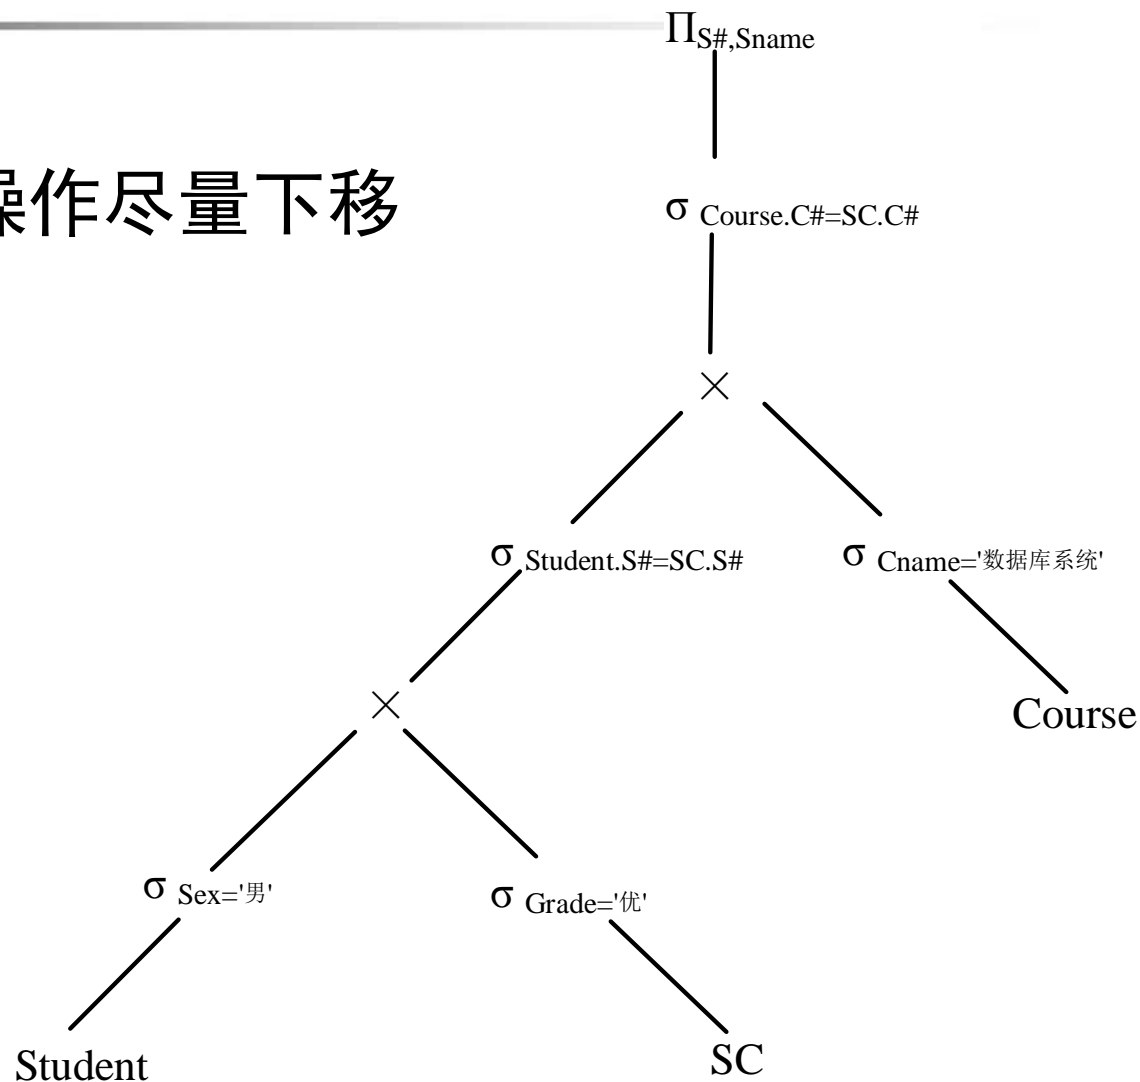 ∏S#,Sname
操作尽量下移
σ Course.C#=SC.C#
×
σ Student.S#=SC.S#
σ Cname='数据库系统'
×
Course
σ Sex='男'
σ Grade='优'
Student
SC